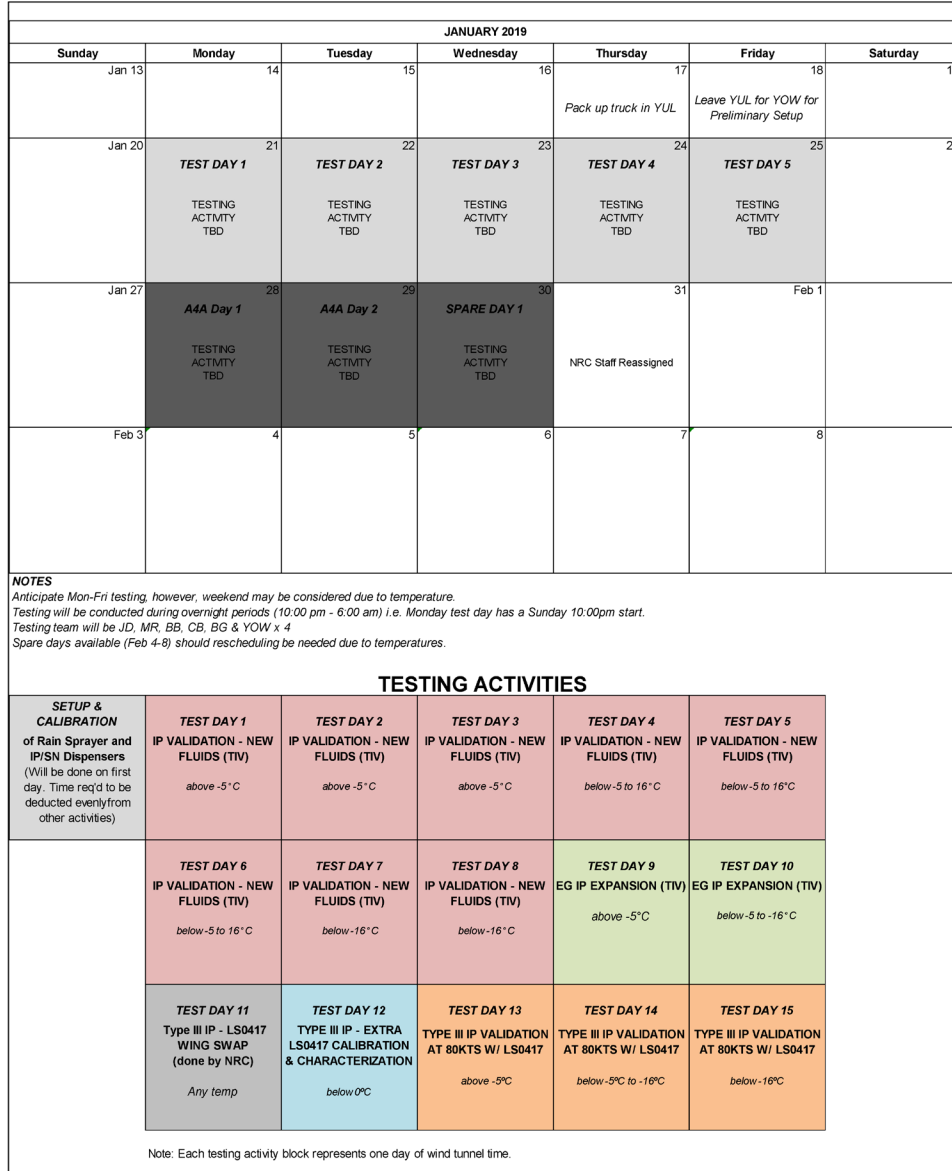 JANUARY 2019
Sunday Monday Tuesday Wednesday Thursday Friday Saturday
Jan 13 14 15 16 17 18 1
Pack up truck in YUL
Leave YUL for YOW for
Preliminary Setup
Jan 20 21 22 23 24 25 2
TEST DAY 1 TEST DAY 2 TEST DAY 3 TEST DAY 4 TEST DAY 5
TESTING TESTING TESTING TESTING TESTING
ACTIVITY ACTIVITY ACTIVITY ACTIVITY ACTIVITY
TBD TBD TBD TBD TBD
Jan 27 28 29 30 31 Feb 1
A4A Day 1 A4A Day 2 SPARE DAY 1
TESTING TESTING TESTING
ACTIVITY ACTIVITY ACTIVITY NRC Staff Reassigned
TBD TBD TBD
Feb 3 4 5 6 7 8
NOTES
Anticipate Mon-Fri testing, however, weekend may be considered due to temperature.
Testing will be conducted during overnight periods (10:00 pm - 6:00 am) i.e. Monday test day has a Sunday 10:00pm start.
Testing team will be JD, MR, BB, CB, BG & YOW x 4
Spare days available (Feb 4-8) should rescheduling be needed due to temperatures.
TESTING ACTIVITIES
SETUP &
CALIBRATION
of Rain Sprayer and
IP/SN Dispensers
(Will be done on first
day. Time req'd to be
deducted evenlyfrom
other activities)
TEST DAY 1
IP VALIDATION - NEW
FLUIDS (TIV)
above -5°C
TEST DAY 2
IP VALIDATION - NEW
FLUIDS (TIV)
above -5°C
TEST DAY 3
IP VALIDATION - NEW
FLUIDS (TIV)
above -5°C
TEST DAY 4
IP VALIDATION - NEW
FLUIDS (TIV)
below -5 to 16°C
TEST DAY 5
IP VALIDATION - NEW
FLUIDS (TIV)
below -5 to 16°C
TEST DAY 6
IP VALIDATION - NEW
FLUIDS (TIV)
below -5 to 16°C
TEST DAY 7
IP VALIDATION - NEW
FLUIDS (TIV)
below -16°C
TEST DAY 8
IP VALIDATION - NEW
FLUIDS (TIV)
below -16°C
TEST DAY 9
EG IP EXPANSION (TIV)
above -5°C
TEST DAY 10
EG IP EXPANSION (TIV)
below -5 to -16°C
TEST DAY 11
Type III IP - LS0417
WING SWAP
(done by NRC)
Any temp
TEST DAY 12
TYPE III IP - EXTRA
LS0417 CALIBRATION
& CHARACTERIZATION
below 0ºC
TEST DAY 13
TYPE III IP VALIDATION
AT 80KTS W/ LS0417
above -5ºC
TEST DAY 14
TYPE III IP VALIDATION
AT 80KTS W/ LS0417
below -5ºC to -16ºC
TEST DAY 15
TYPE III IP VALIDATION
AT 80KTS W/ LS0417
below -16ºC
Note: Each testing activity block represents one day of wind tunnel time.